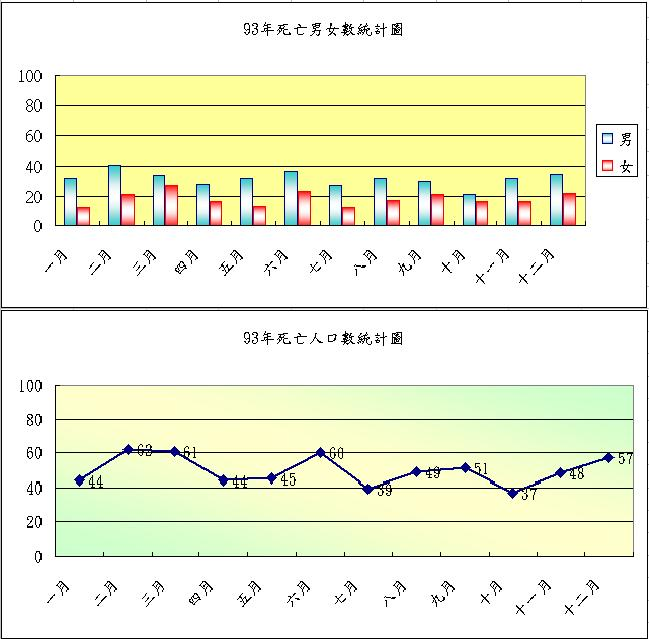 93年死亡男女數統計圖
100
80
60
40
20
0
男
女
一月 二月 三月 四月 五月 六月 七月 八月 九月 十月 十一月 十二月
93年死亡人口數統計圖
100
80
60
40
20
0
44 62 61 44 45 60 39 49 51 37 48 57
一月 二月 三月 四月 五月 六月 七月 八月 九月 十月 十一月 十二月